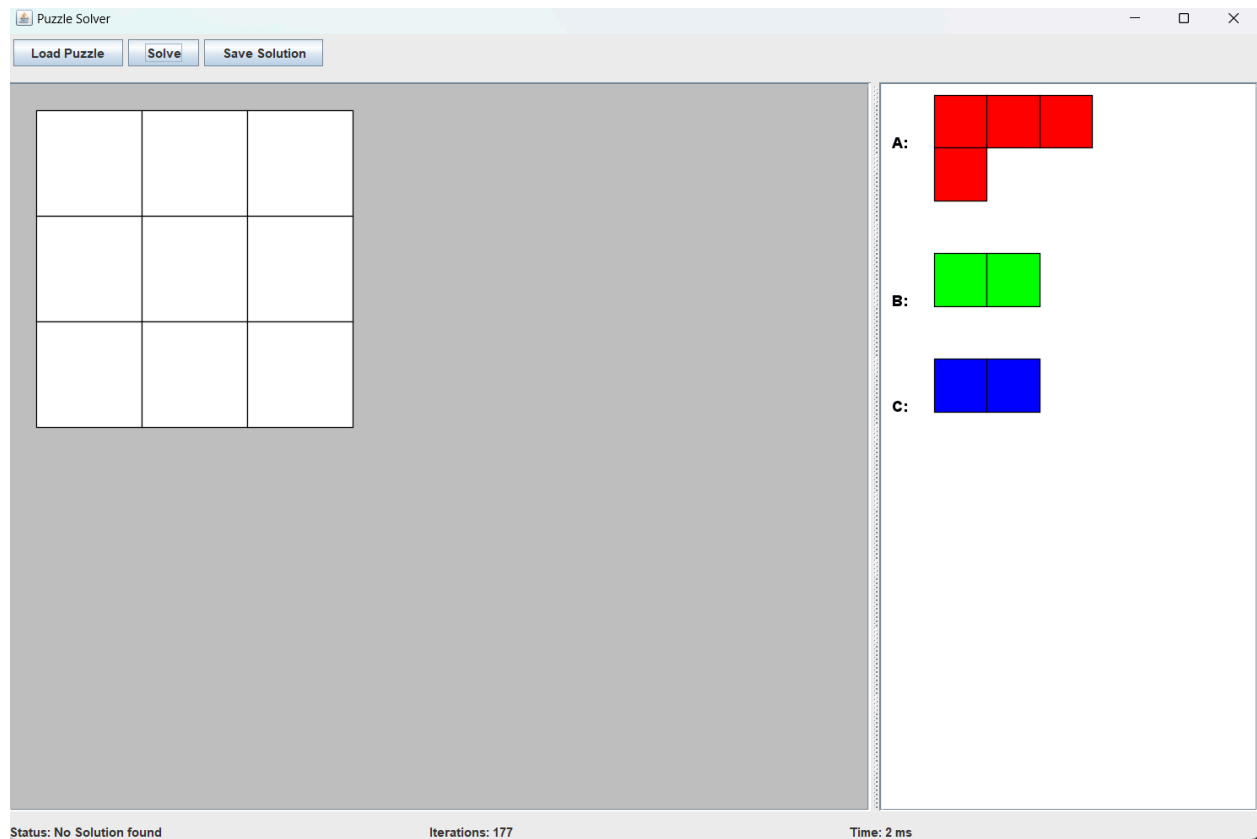 Puzzle Solver
Load Puzzle Solve Save Solution
A:
B:
C:
Status: No Solution found Iterations: 177 Time: 2 ms